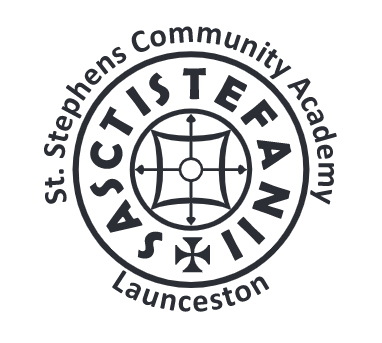 St. Stephens Community Academy
SASCTISTEFANII
Launceston